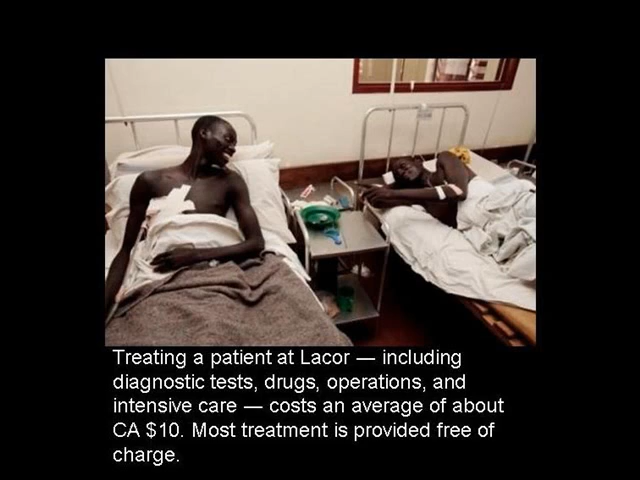 Treating a patient at Lacor — including
diagnostic tests, drugs, operations, and
intensive care — costs an average of about
CA $10. Most treatment is provided free of
charge.